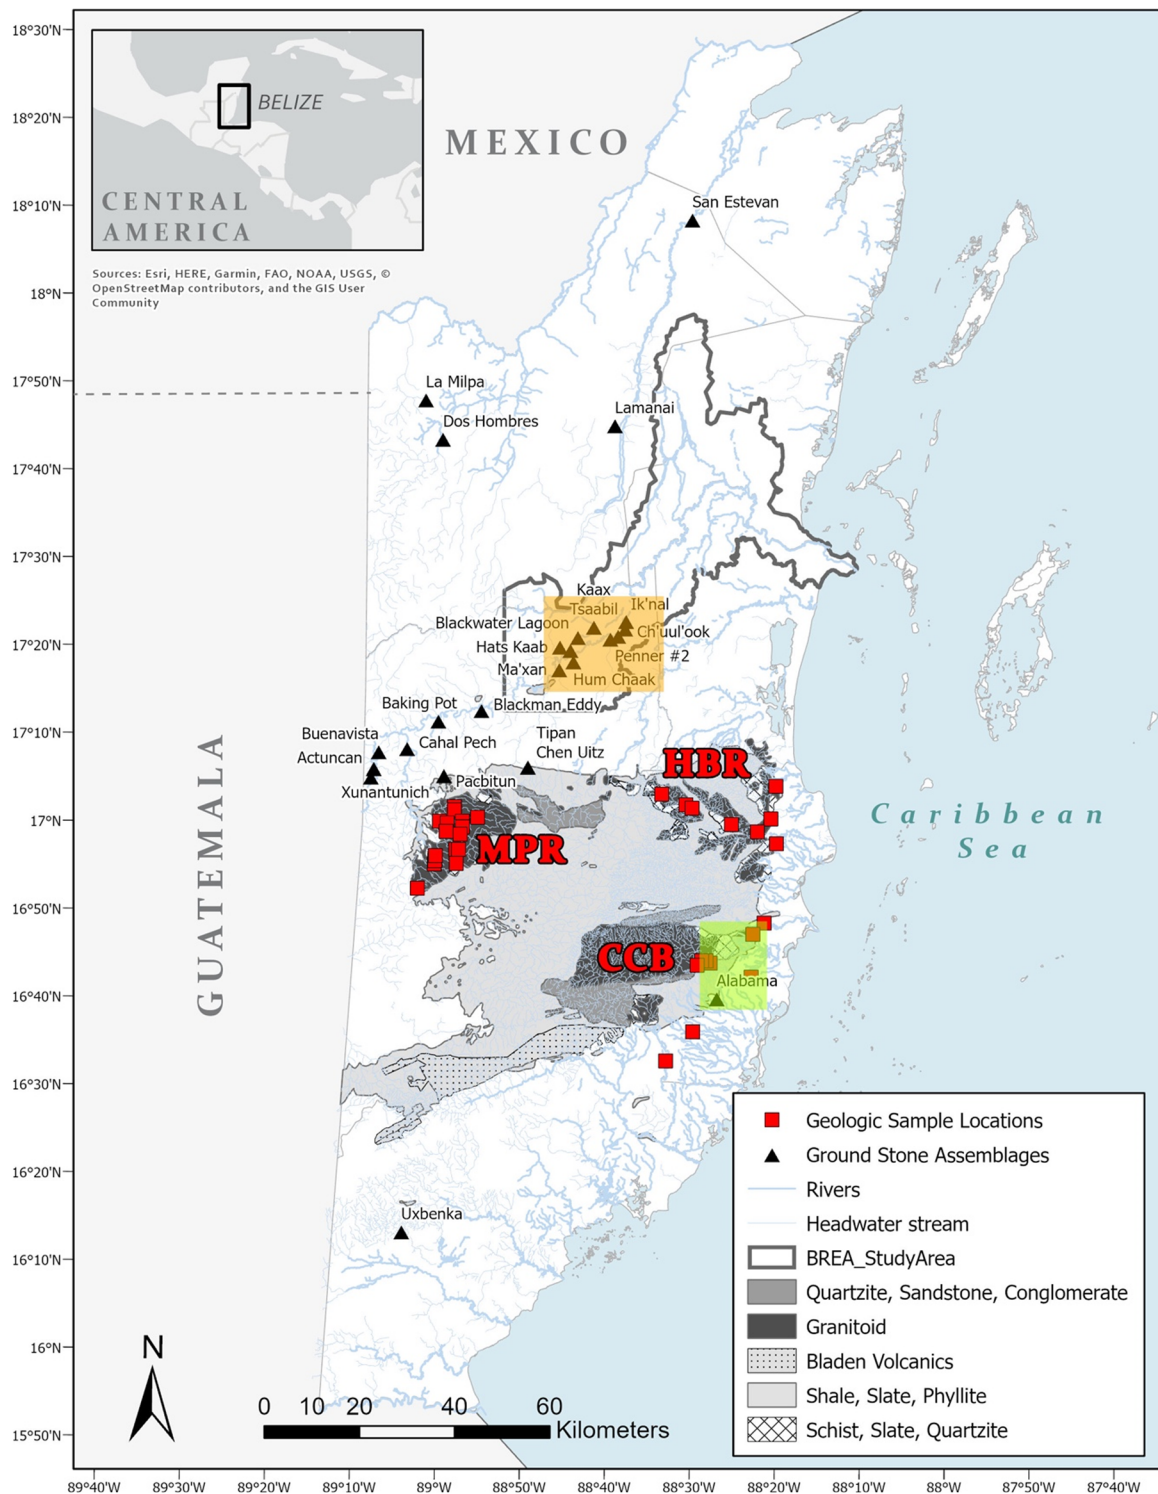 18°30'N
18°20'N
18°10'N
18°N
17°50'N
17°40'N
17°30'N
17°20'N
17°10'N
17°N
16°50'N
16°40'N
16°30'N
16°20'N
16°10'N
16°N
15°50'N
BELIZE
CENTRAL
AMERICA
Sources: Esri, HERE, Garmin, FAO, NOAA, USGS, ©
OpenStreetMap contributors, and the GIS User
Community
MEXICO
San Estevan
La Milpa
Dos Hombres
Lamanai
Kaax
Tsaabil
Ik'nal
Blackwater Lagoon
Ch'uul'ook
Hats Kaab
Penner #2
Ma'xan
Hum Chaak
Baking Pot
Blackman Eddy
Buenavista
Cahal Pech
Tipan
Chen Uitz
Actuncan
Xunantunich
Pacbitun
HBR
MPR
CCB
Alabama
Uxbenka
GUATEMALA
Caribbean
Sea
N
0 10 20 40 60
Kilometers
Geologic Sample Locations
Ground Stone Assemblages
Rivers
Headwater stream
BREA_StudyArea
Quartzite, Sandstone, Conglomerate
Granitoid
Bladen Volcanics
Shale, Slate, Phyllite
Schist, Slate, Quartzite
89°40'W 89°30'W 89°20'W 89°10'W 89°W 88°50'W 88°40'W 88°30'W 88°20'W 88°10'W 88°W 87°50'W 87°40'W